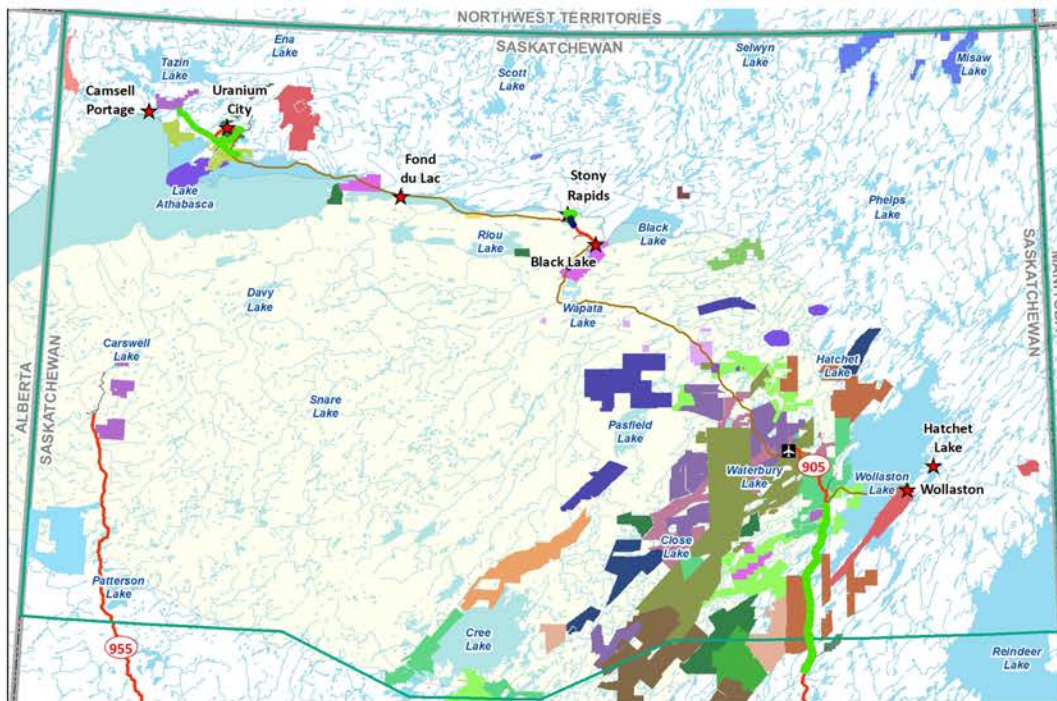 NORTHWEST TERRITORIES
SASKATCHEWAN
Ena
Lake
Tazin
Lake
Scott
Lake
Selwyn
Lake
Misaw
Lake
Camsell
Portage
Uranium
City
Fond
du Lac
Stony
Rapids
Lake
Athabasca
Riou
Lake
Black
Lake
Black Lake
Phelps
Lake
SASKATCHEWAN
Davy
Lake
Wapata
Lake
Carswell
Lake
Hatchet
Lake
ALBERTA
SASKATCHEWAN
Snare
Lake
Pasfield
Lake
Hatchet
Lake
Waterbury
Lake
905
Wollaston
Lake
Wollaston
Close
Lake
Patterson
Lake
Cree
Lake
955
Reindeer
Lake